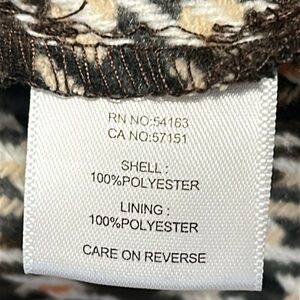 RN NO:54163
CA NO:57151
SHELL :
100%POLYESTER
LINING :
100%POLYESTER
CARE ON REVERSE